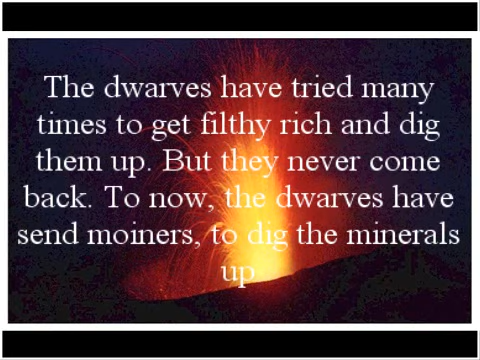 The dwarves have tried many
times to get filthy rich and dig
them up. But they never come
back. To now, the dwarves have
send moiners, to dig the minerals
up